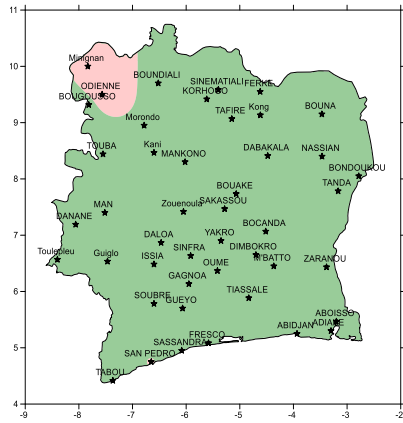 11
10
9
8
7
6
5
4
Minignan
BOUNDIALI
SINEMATIALI
FERKE
ODIENNE
KORHOGO
BOUGOUSSO
TAFIRE
Kong
BOUNA
Morondo
TOUBA
Kani
MANKONO
DABAKALA
NASSIAN
BONDOUKOU
TANDA
BOUAKE
MAN
Zouenoula
SAKASSOU
DANANE
BOCANDA
DALOA
YAKRO
Toulepleu
Guiglo
ISSIA
SINFRA
DIMBOKRO
M'BATTO
OUME
ZARANOU
GAGNOA
SOUBRE
GUEYO
TIASSALE
ABOISSO
ABIDJAN
ADIAKE
FRESCO
SASSANDRA
SAN PEDRO
TABOU
-9
-8
-7
-6
-5
-4
-3
-2